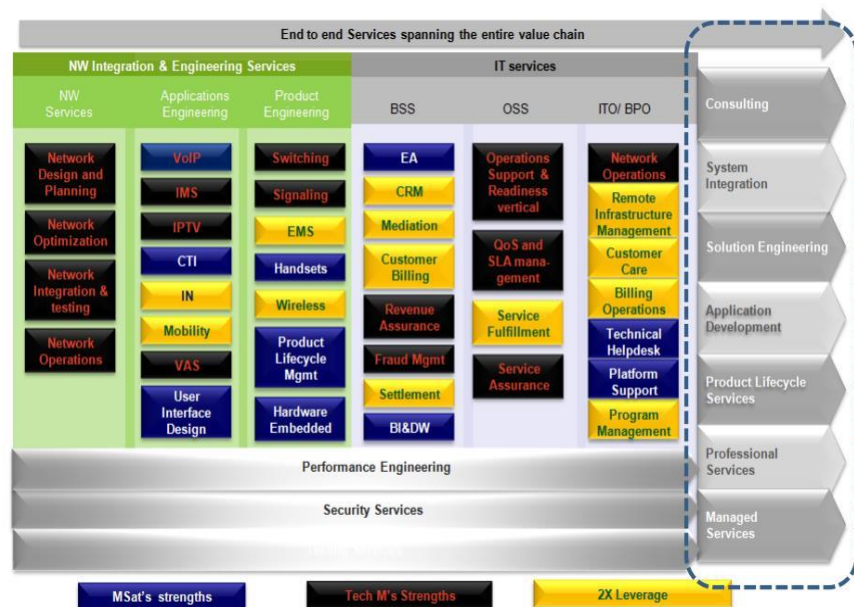 End to end Services spanning the entire value chain
NW Integration & Engineering Services
IT services
NW
Services
Applications
Engineering
Product
Engineering
BSS
OSS
ITO/ BPO
Network
Design and
Planning
Network
Optimization
Network
Integration &
testing
Network
Operations
VoIP
IMS
IPTV
CTI
IN
Mobility
VAS
User
Interface
Design
Switching
Signaling
EMS
Handsets
Wireless
Product
Lifecycle
Mgmt
Hardware
Embedded
EA
CRM
Mediation
Customer
Billing
Revenue
Assurance
Fraud Mgmt
Settlement
BI&DW
Operations
Support &
Readiness
vertical
QoS and
SLA mana-
gement
Service
Fulfillment
Service
Assurance
Network
Operations
Remote
Infrastructure
Management
Customer
Care
Billing
Operations
Technical
Helpdesk
Platform
Support
Program
Management
Consulting
System
Integration
Solution Engineering
Application
Development
Product Lifecycle
Services
Professional
Services
Managed
Services
Performance Engineering
Security Services
MSat's strengths
Tech M's Strengths
2X Leverage